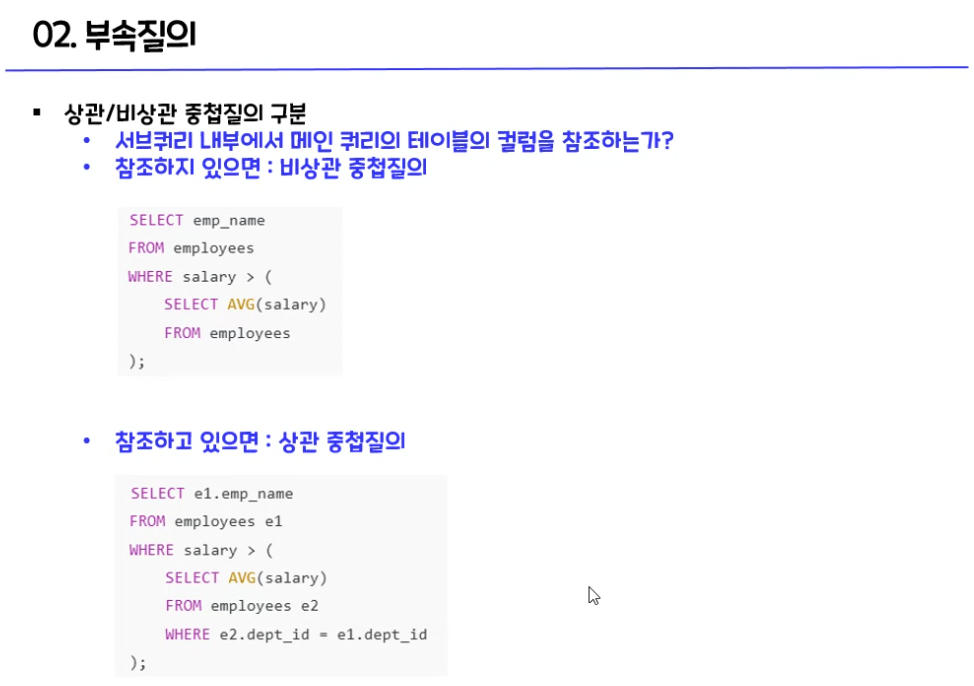 02. 부속질의
▪ 상관/비상관 중첩질의 구분
• 서브쿼리 내부에서 메인 쿼리의 테이블의 컬럼을 참조하는가?
• 참조하지 있으면 : 비상관 중첩질의
SELECT emp_name
FROM employees
WHERE salary > (
    SELECT AVG(salary)
    FROM employees
);
• 참조하고 있으면 : 상관 중첩질의
SELECT e1.emp_name
FROM employees e1
WHERE salary > (
    SELECT AVG(salary)
    FROM employees e2
    WHERE e2.dept_id = e1.dept_id
);